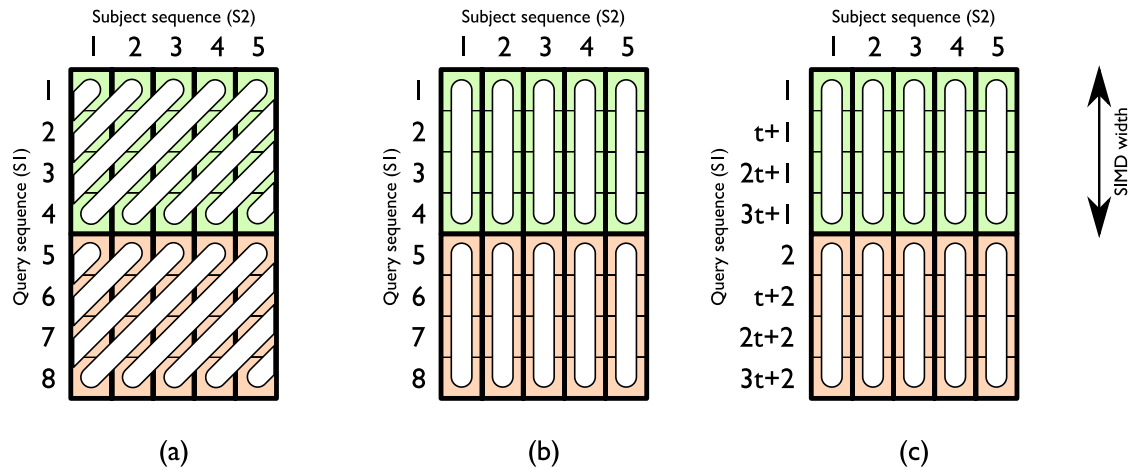 Subject sequence (S2)
1 2 3 4 5
Query sequence (S1)
1
2
3
4
5
6
7
8
(a)
Subject sequence (S2)
1 2 3 4 5
Query sequence (S1)
1
2
3
4
5
6
7
8
(b)
Subject sequence (S2)
1 2 3 4 5
Query sequence (S1)
1
t+1
2t+1
3t+1
2
t+2
2t+2
3t+2
(c)
SIMD width